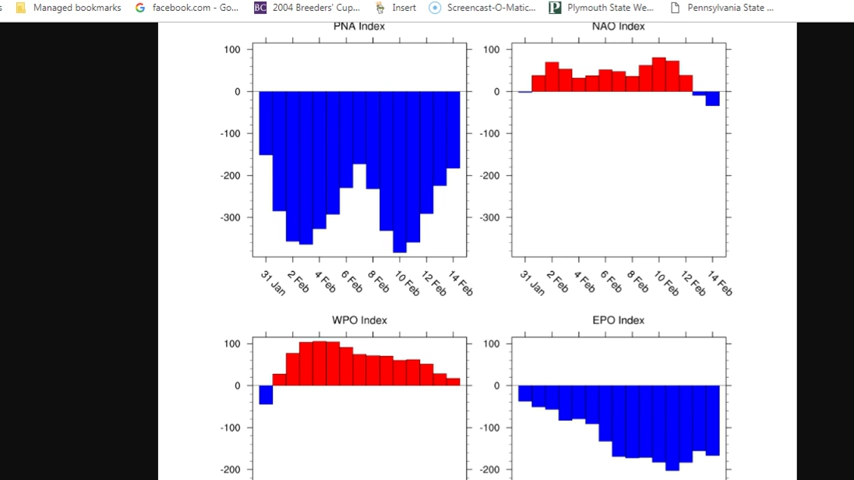 s Managed bookmarks facebook.com - Go... BC 2004 Breeders' Cup... Insert Screencast-O-Matic... P Plymouth State We... Pennsylvania State ...
PNA Index NAO Index
100 100
0 0
-100 -100
-200 -200
-300 -300
31 Jan 2 Feb 4 Feb 6 Feb 8 Feb 10 Feb 12 Feb 14 Feb 31 Jan 2 Feb 4 Feb 6 Feb 8 Feb 10 Feb 12 Feb 14 Feb
WPO Index EPO Index
100 100
0 0
-100 -100
-200 -200